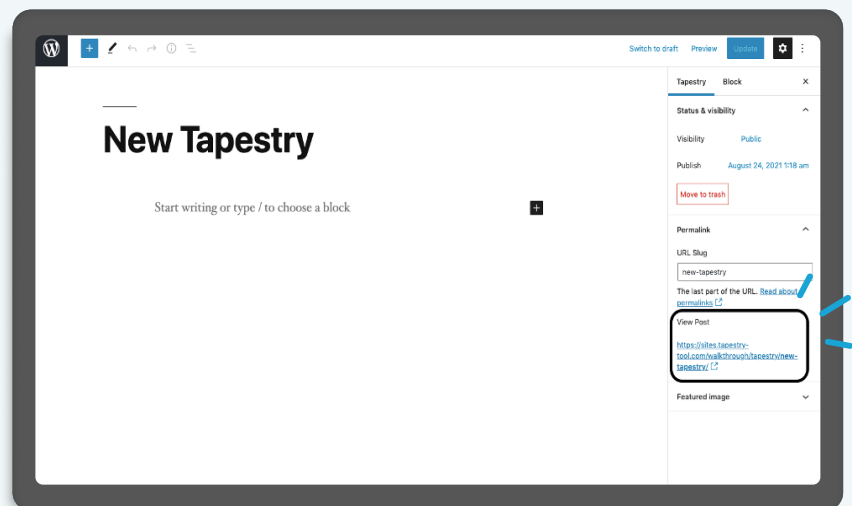 Switch to draft Preview Update
Tapestry Block
Status & visibility
Visibility Public
Publish August 24, 2021 1:18 am
Move to trash
New Tapestry
Start writing or type / to choose a block
Permalink
URL Slug
new-tapestry
The last part of the URL. Read about
permalinks
View Post
https://sites.tapestry-
tool.com/walkthrough/tapestry/new-
tapestry/
Featured image